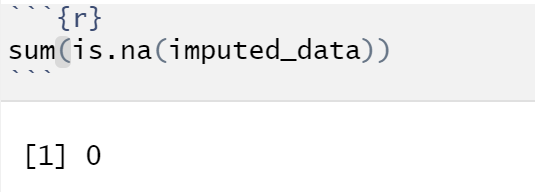 ```{r}
sum(is.na(imputed_data))
```
[1] 0